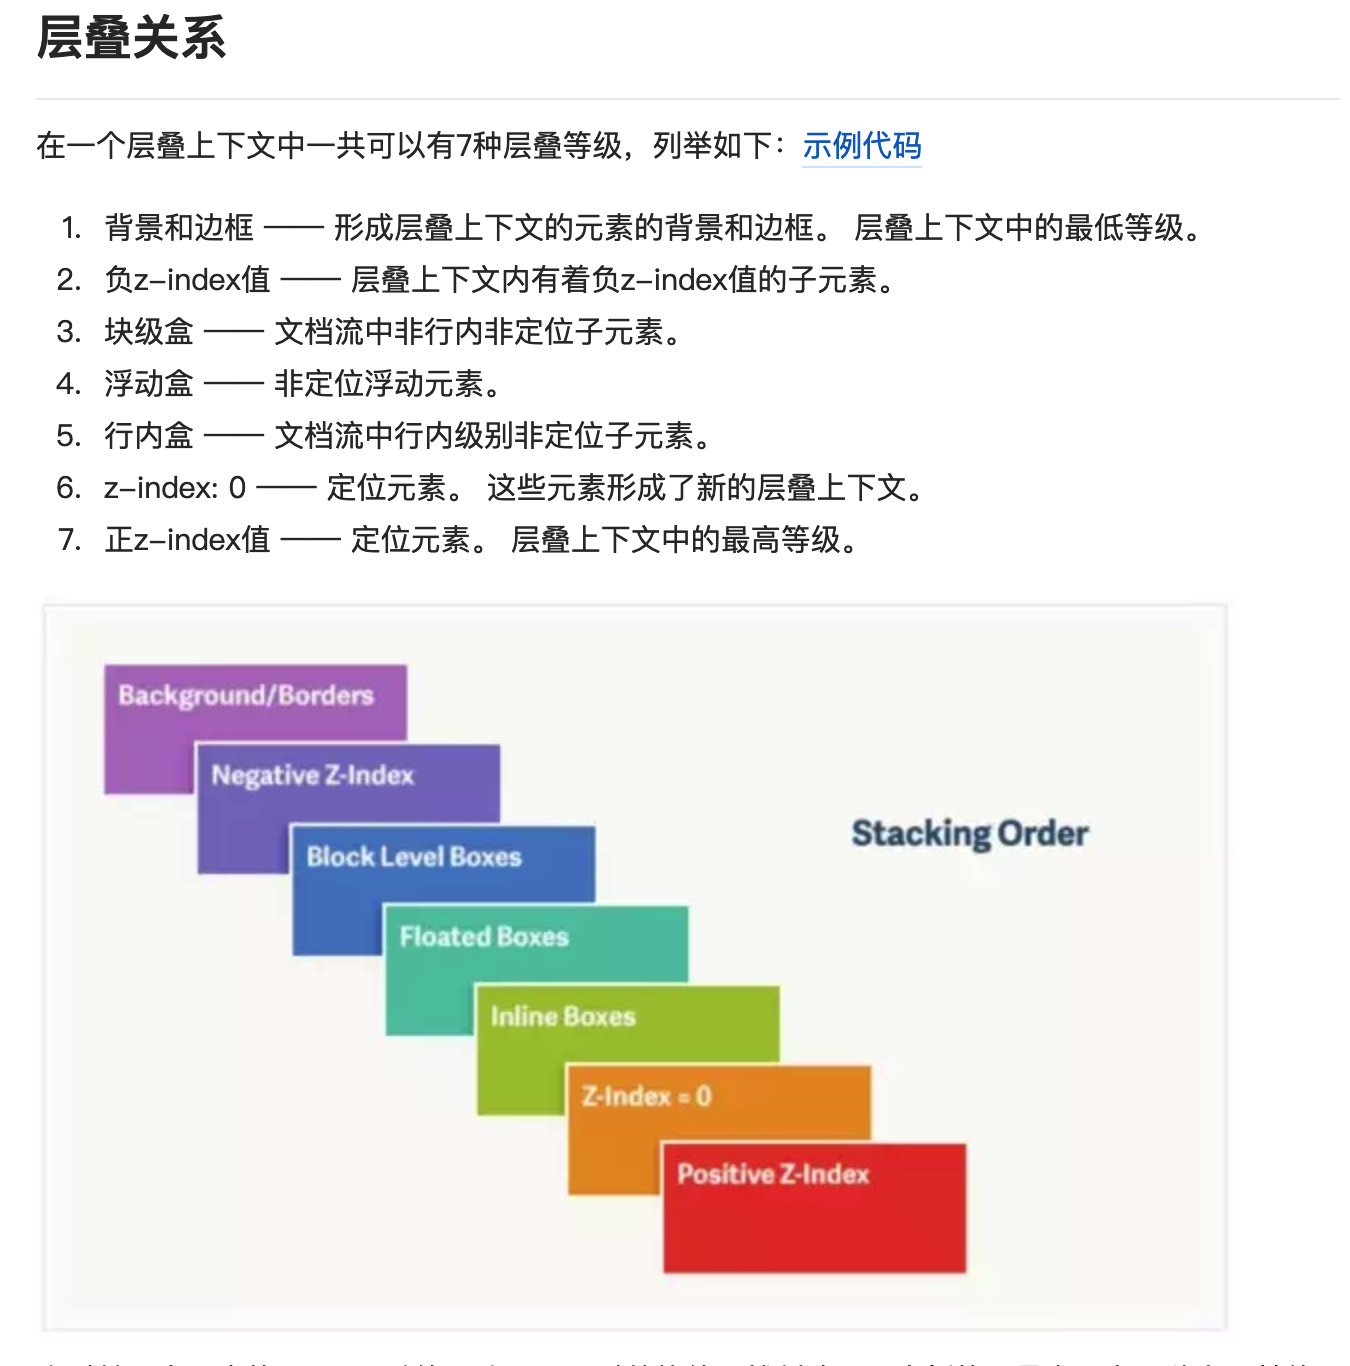 层叠关系
在一个层叠上下文中一共可以有7种层叠等级，列举如下：示例代码
1. 背景和边框 —— 形成层叠上下文的元素的背景和边框。 层叠上下文中的最低等级。
2. 负z-index值 —— 层叠上下文内有着负z-index值的子元素。
3. 块级盒 —— 文档流中非行内非定位子元素。
4. 浮动盒 —— 非定位浮动元素。
5. 行内盒 —— 文档流中行内级别非定位子元素。
6. z-index: 0 —— 定位元素。 这些元素形成了新的层叠上下文。
7. 正z-index值 —— 定位元素。 层叠上下文中的最高等级。
Background/Borders
Negative Z-Index
Block Level Boxes
Stacking Order
Floated Boxes
Inline Boxes
Z-Index = 0
Positive Z-Index